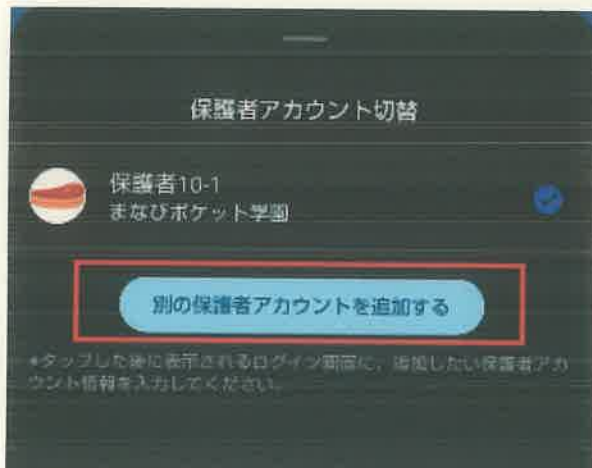 保護者アカウント切替
保護者10-1
まなびポケット学園
別の保護者アカウントを追加する
*タップした後に表示されるログイン画面に、追加したい保護者アカ
ウント情報を入力してください。